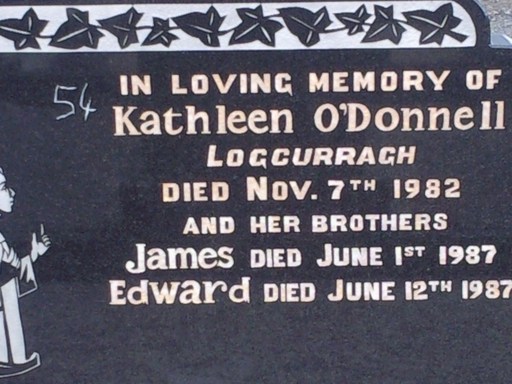 IN LOVING MEMORY OF
54
Kathleen O'Donnell
LOGCURRAGH
DIED NOV. 7TH 1982
AND HER BROTHERS
James DIED JUNE 1ST 1987
Edward DIED JUNE 12TH 1987